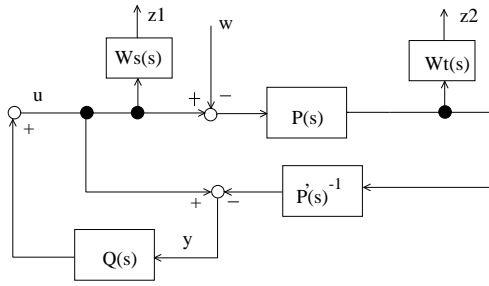 z1
z2
Ws(s)
w
Wt(s)
u
+
−
P(s)
+
P̂(s)⁻¹
+
−
y
Q(s)